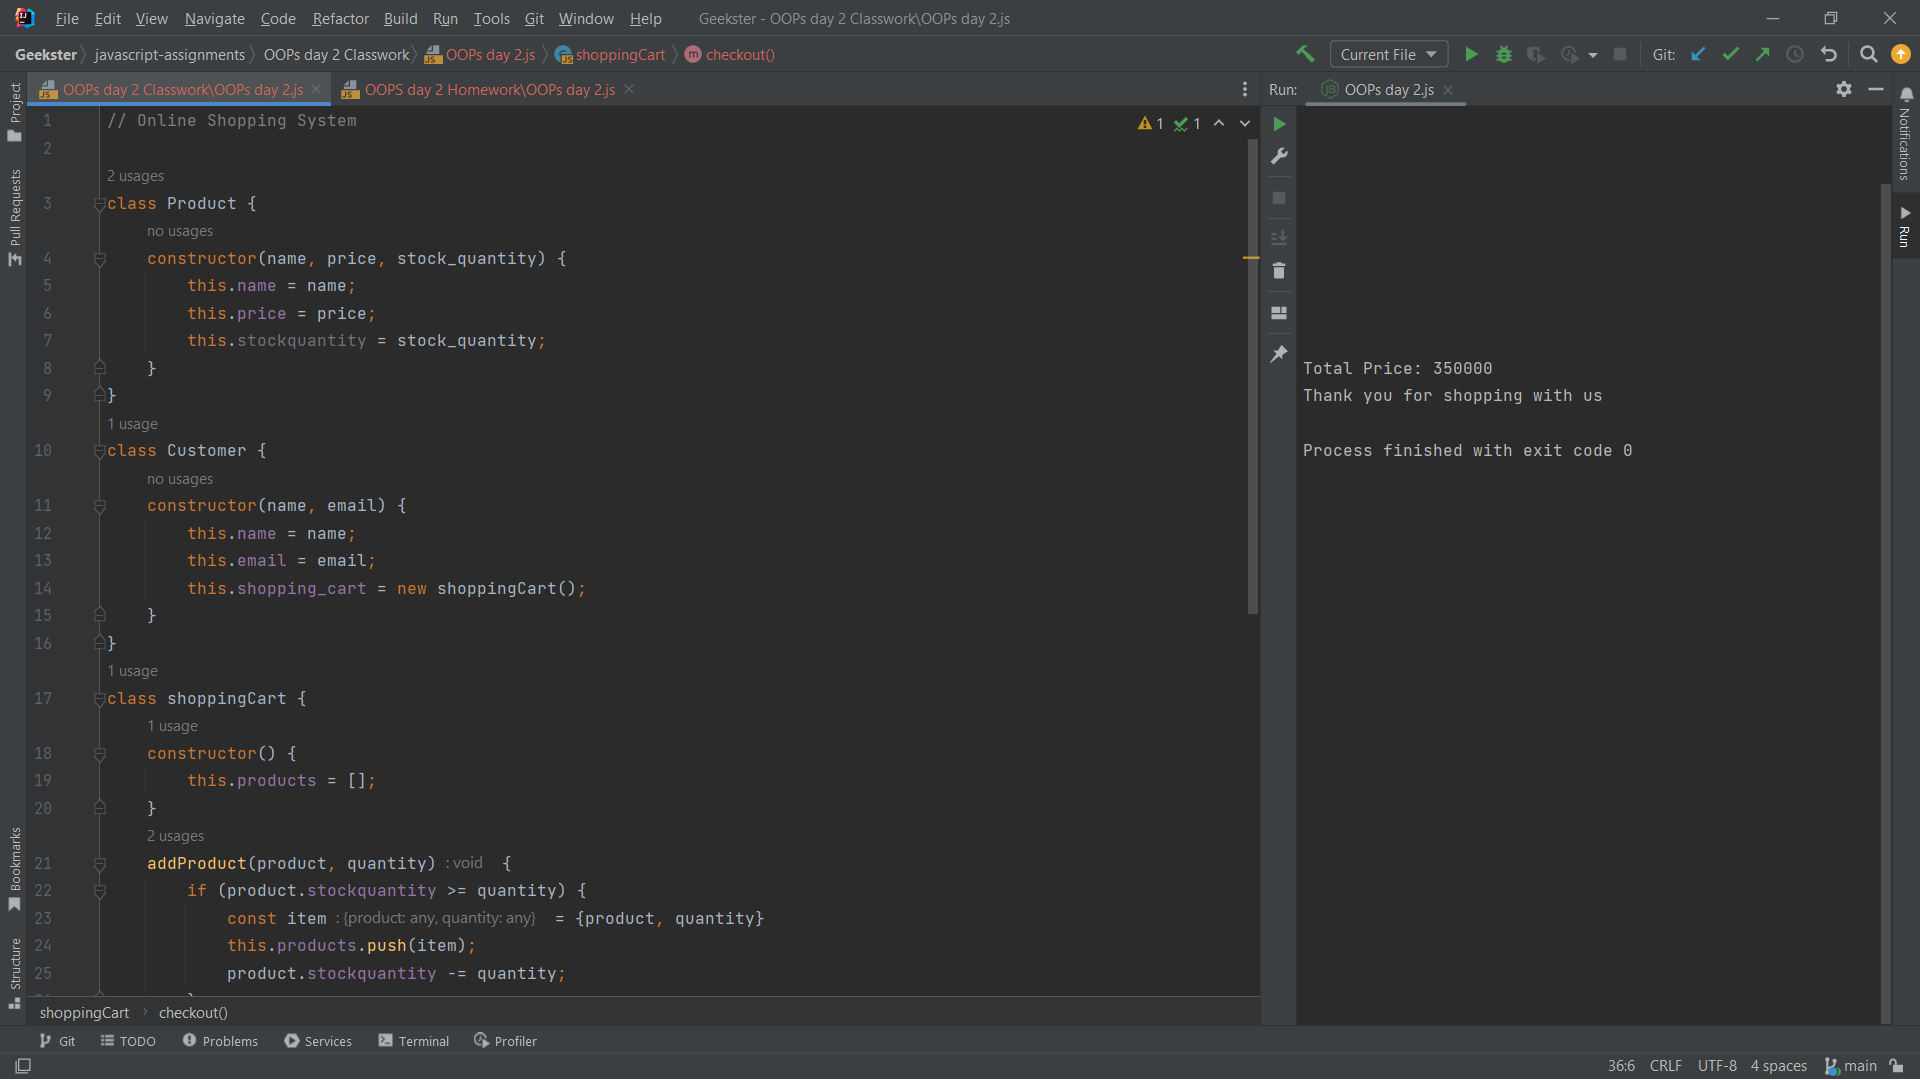 File Edit View Navigate Code Refactor Build Run Tools Git Window Help Geekster - OOPs day 2 Classwork\OOPs day 2.js
Geekster javascript-assignments OOPs day 2 Classwork OOPs day 2.js shoppingCart checkout() Current File Git:
OOPs day 2 Classwork\OOPs day 2.js OOPS day 2 Homework\OOPs day 2.js Run: OOPs day 2.js
Project
Pull Requests
Bookmarks
Structure
Notifications
Run
1 // Online Shopping System 1 1
2
2 usages
3 class Product {
no usages
4 constructor(name, price, stock_quantity) {
5 this.name = name;
6 this.price = price;
7 this.stockquantity = stock_quantity;
8 }
9 }
1 usage
10 class Customer {
no usages
11 constructor(name, email) {
12 this.name = name;
13 this.email = email;
14 this.shopping_cart = new shoppingCart();
15 }
16 }
1 usage
17 class shoppingCart {
1 usage
18 constructor() {
19 this.products = [];
20 }
2 usages
21 addProduct(product, quantity) : void {
22 if (product.stockquantity >= quantity) {
23 const item : {product: any, quantity: any} = {product, quantity}
24 this.products.push(item);
25 product.stockquantity -= quantity;
Total Price: 350000
Thank you for shopping with us
Process finished with exit code 0
shoppingCart › checkout()
Git TODO Problems Services Terminal Profiler
36:6 CRLF UTF-8 4 spaces main